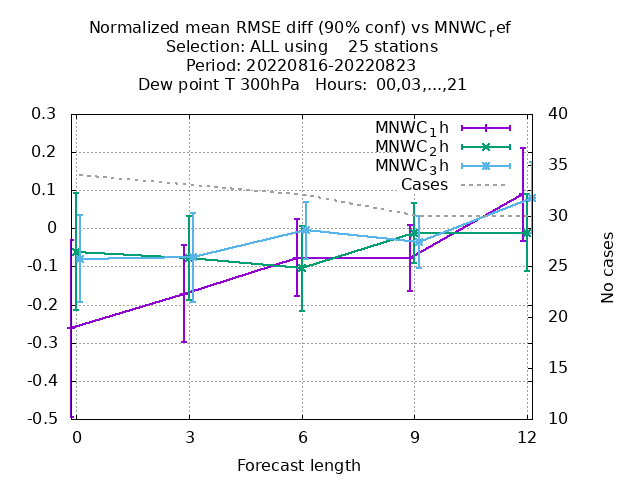 Normalized mean RMSE diff (90% conf) vs MNWC_ref
Selection: ALL using    25 stations
Period: 20220816-20220823
Dew point T 300hPa   Hours: 00,03,...,21
MNWC_1h
MNWC_2h
MNWC_3h
Cases
0.3
0.2
0.1
0
-0.1
-0.2
-0.3
-0.4
-0.5
40
35
30
25
20
15
10
No cases
0 3 6 9 12
Forecast length